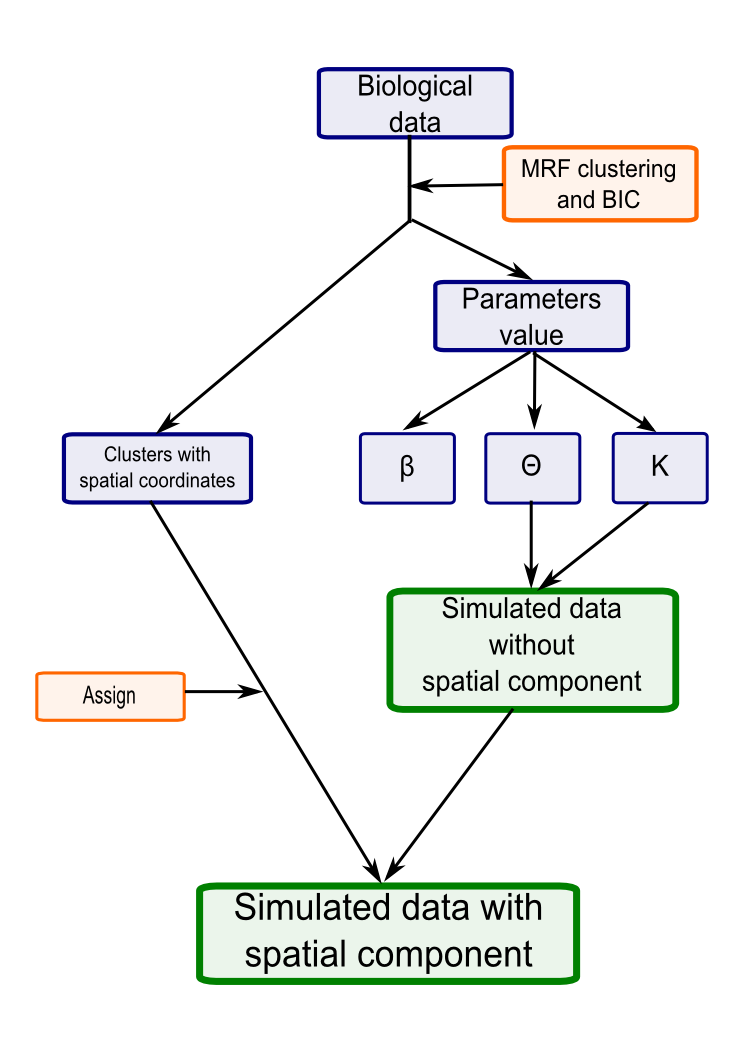 Biological
data
MRF clustering
and BIC
Parameters
value
Clusters with
spatial coordinates
β
Θ
K
Simulated data
without
spatial component
Assign
Simulated data with
spatial component